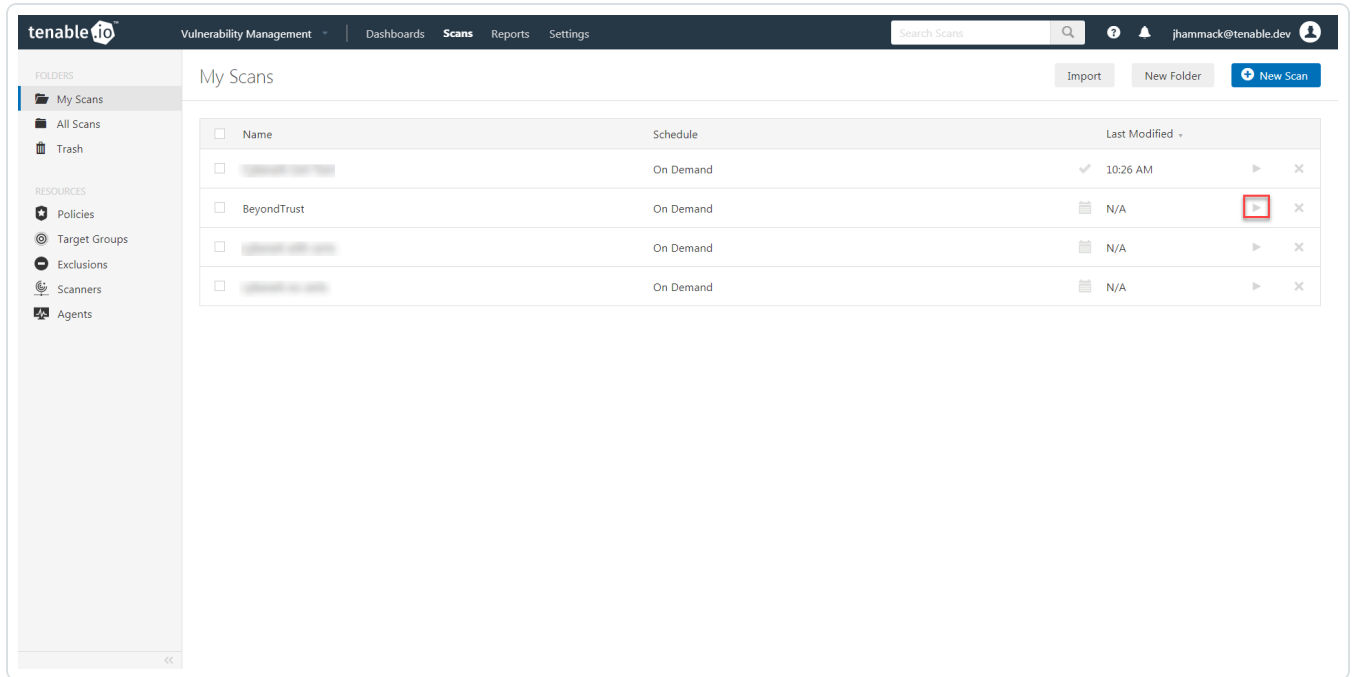 tenable.io™ Vulnerability Management Dashboards Scans Reports Settings Search Scans ? jhammack@tenable.dev
FOLDERS
My Scans
All Scans
Trash
RESOURCES
Policies
Target Groups
Exclusions
Scanners
Agents
My Scans Import New Folder New Scan
Name Schedule Last Modified
On Demand 10:26 AM
BeyondTrust On Demand N/A
On Demand N/A
On Demand N/A